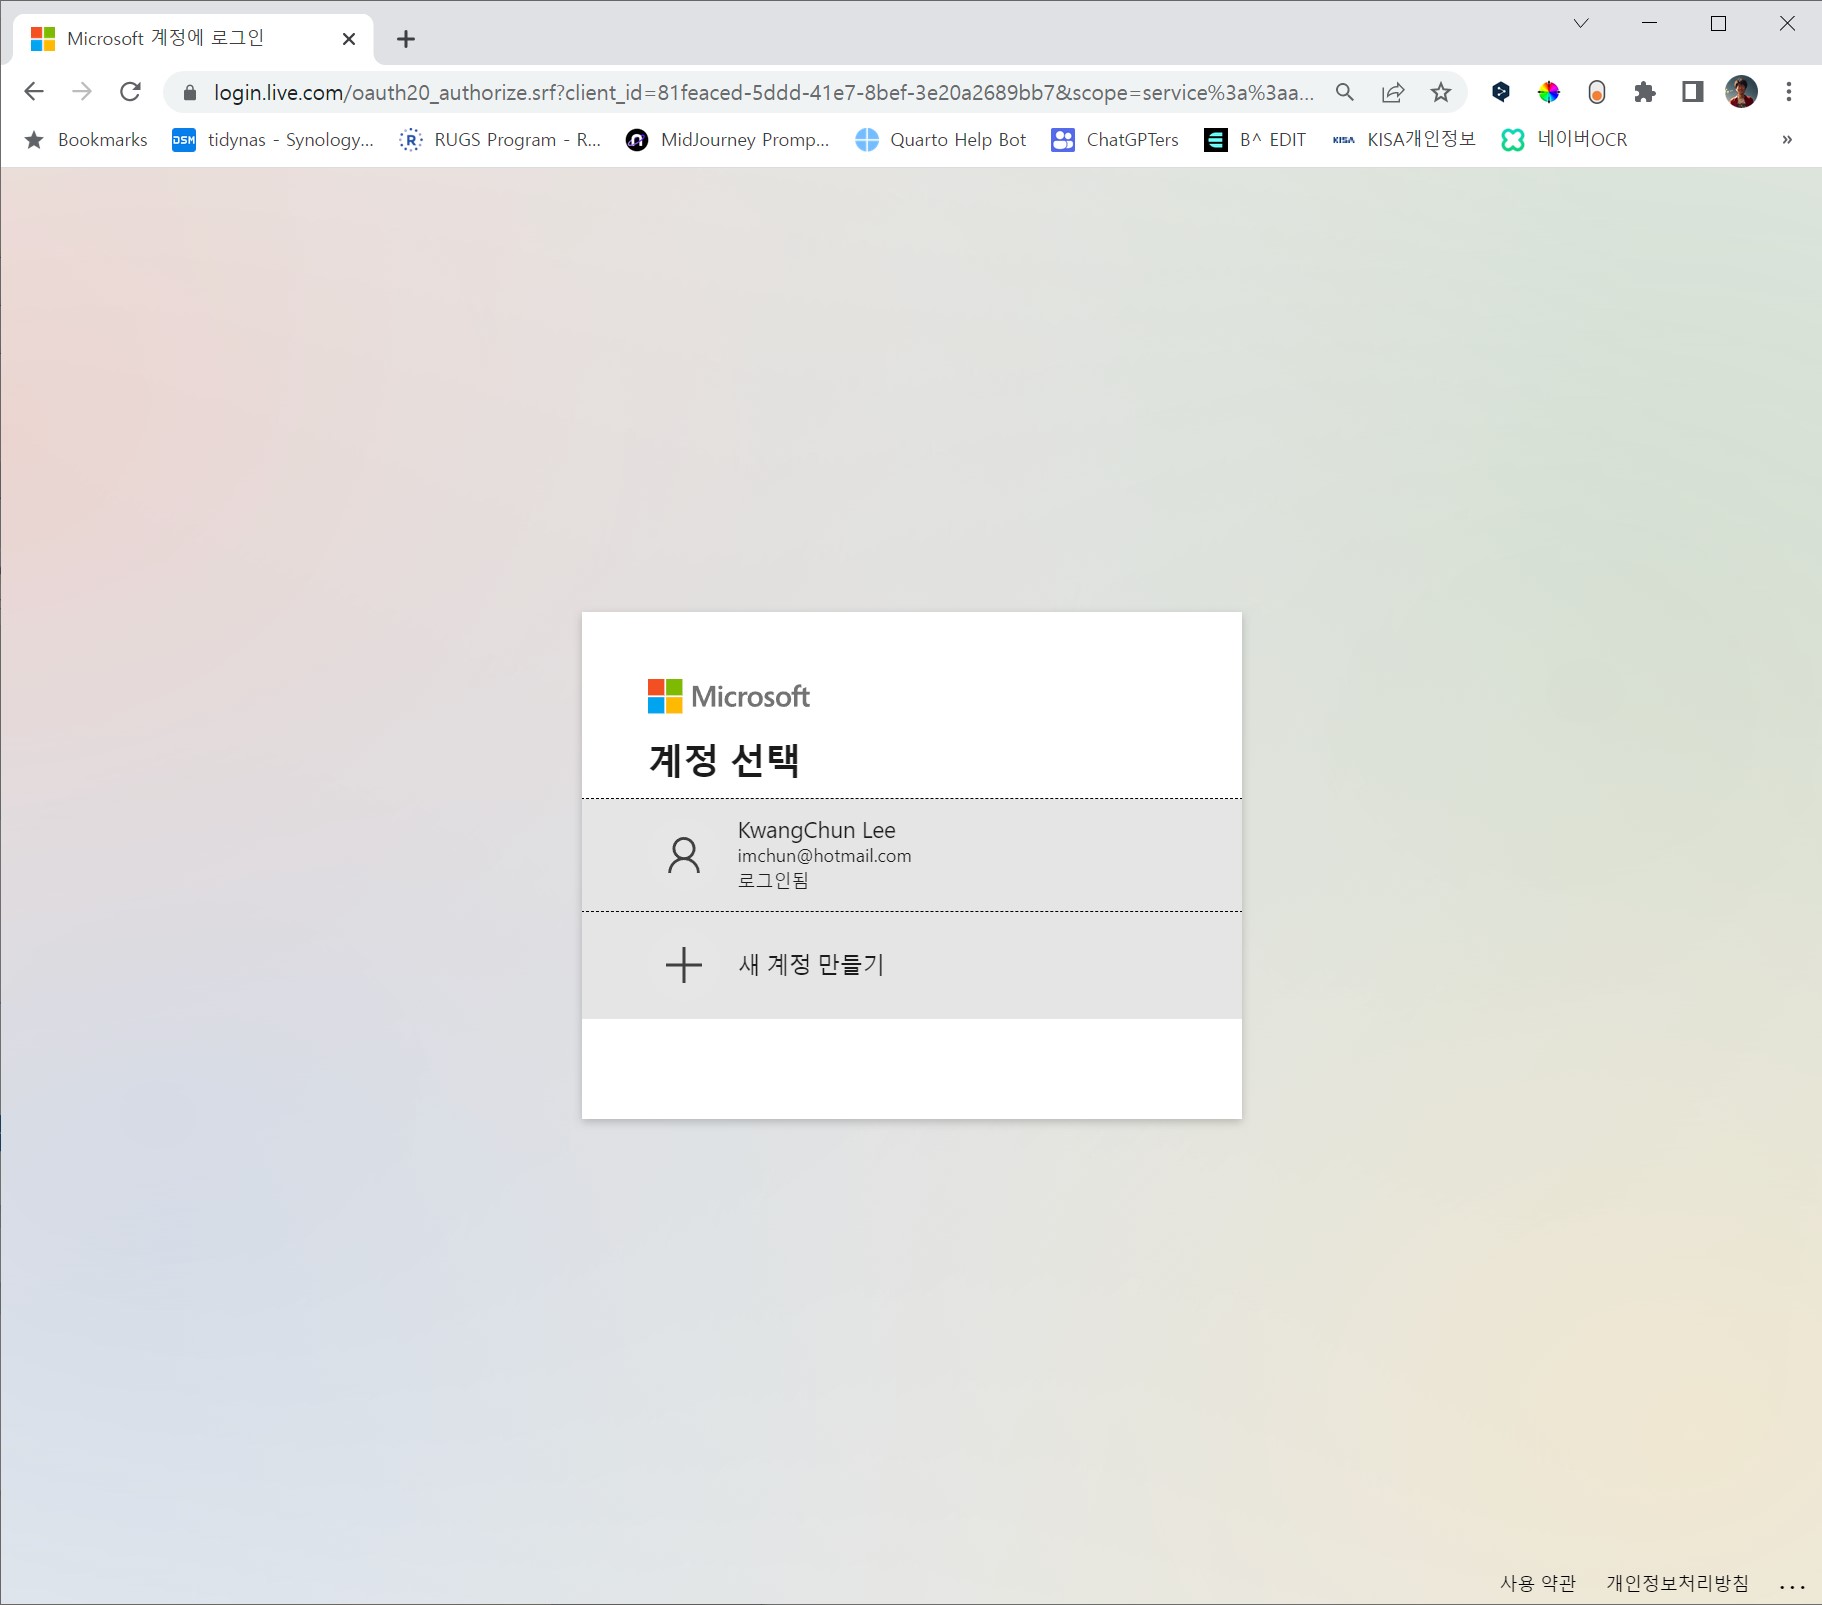 Microsoft 계정에 로그인
login.live.com/oauth20_authorize.srf?client_id=81feaced-5ddd-41e7-8bef-3e20a2689bb7&scope=service%3a%3aa...
Bookmarks DSM tidynas - Synology... R RUGS Program - R... MidJourney Promp... Quarto Help Bot ChatGPTers B^ EDIT KISA KISA개인정보 네이버OCR »
Microsoft
계정 선택
KwangChun Lee
imchun@hotmail.com
로그인됨
새 계정 만들기
사용 약관 개인정보처리방침 ...